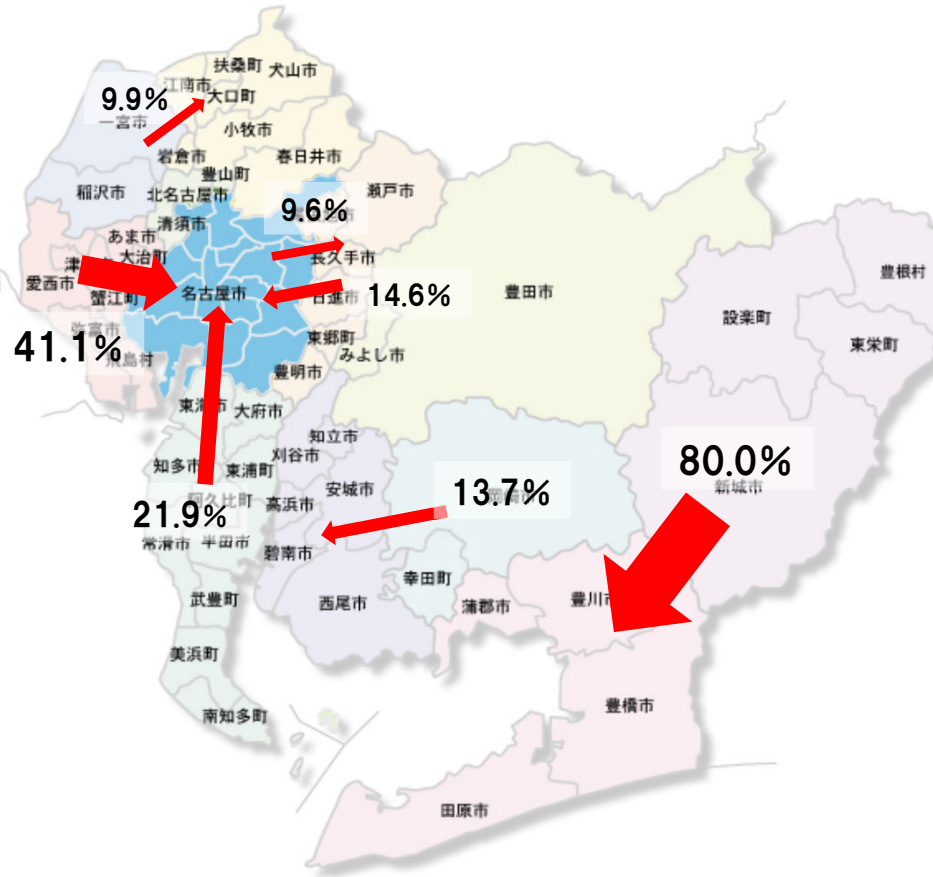 扶桑町
犬山市
江南市
大口町
9.9%
一宮市
小牧市
岩倉市
春日井市
豊山町
瀬戸市
稲沢市
北名古屋市
9.6%
清須市
あま市
大治町
長久手市
愛西市
名古屋市
日進市
14.6%
蟹江町
豊田市
豊根村
設楽町
東栄町
弥富市
41.1%
飛島村
東郷町
みよし市
豊明市
大府市
知立市
刈谷市
知多市
東浦町
安城市
80.0%
新城市
阿久比町
高浜市
13.7%
21.9%
常滑市
半田市
碧南市
幸田町
西尾市
武豊町
蒲郡市
豊川市
美浜町
豊橋市
南知多町
田原市